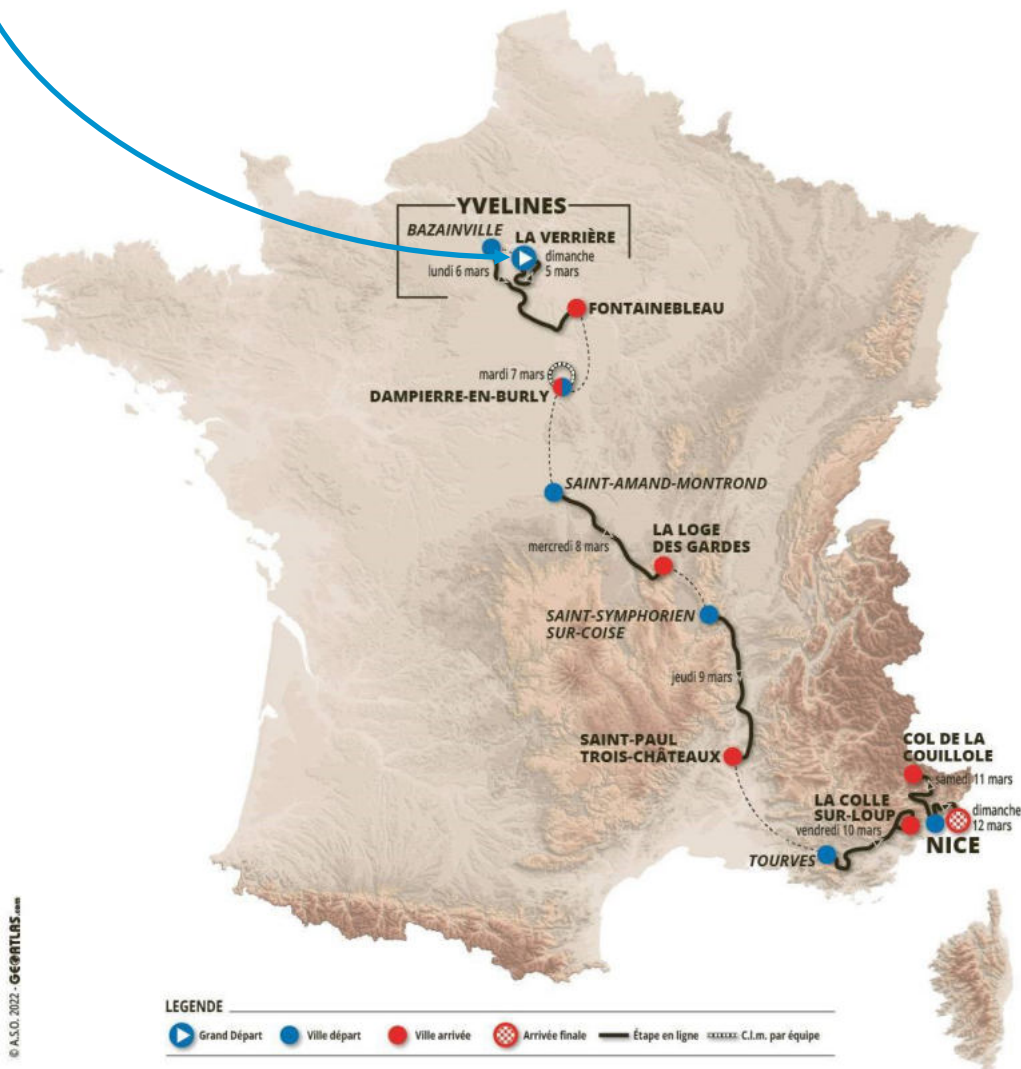 YVELINES
BAZAINVILLE
LA VERRIÈRE
dimanche
5 mars
lundi 6 mars
FONTAINEBLEAU
mardi 7 mars
DAMPIERRE-EN-BURLY
SAINT-AMAND-MONTROND
LA LOGE
DES GARDES
mercredi 8 mars
SAINT-SYMPHORIEN
SUR-COISE
jeudi 9 mars
SAINT-PAUL
TROIS-CHÂTEAUX
COL DE LA
COUILLOLE
samedi 11 mars
LA COLLE
SUR-LOUP
vendredi 10 mars
dimanche
12 mars
NICE
TOURVES
© A.S.O. 2022 - GEOATLAS.com
LEGENDE
Grand Départ
Ville départ
Ville arrivée
Arrivée finale
Étape en ligne
C.l.m. par équipe